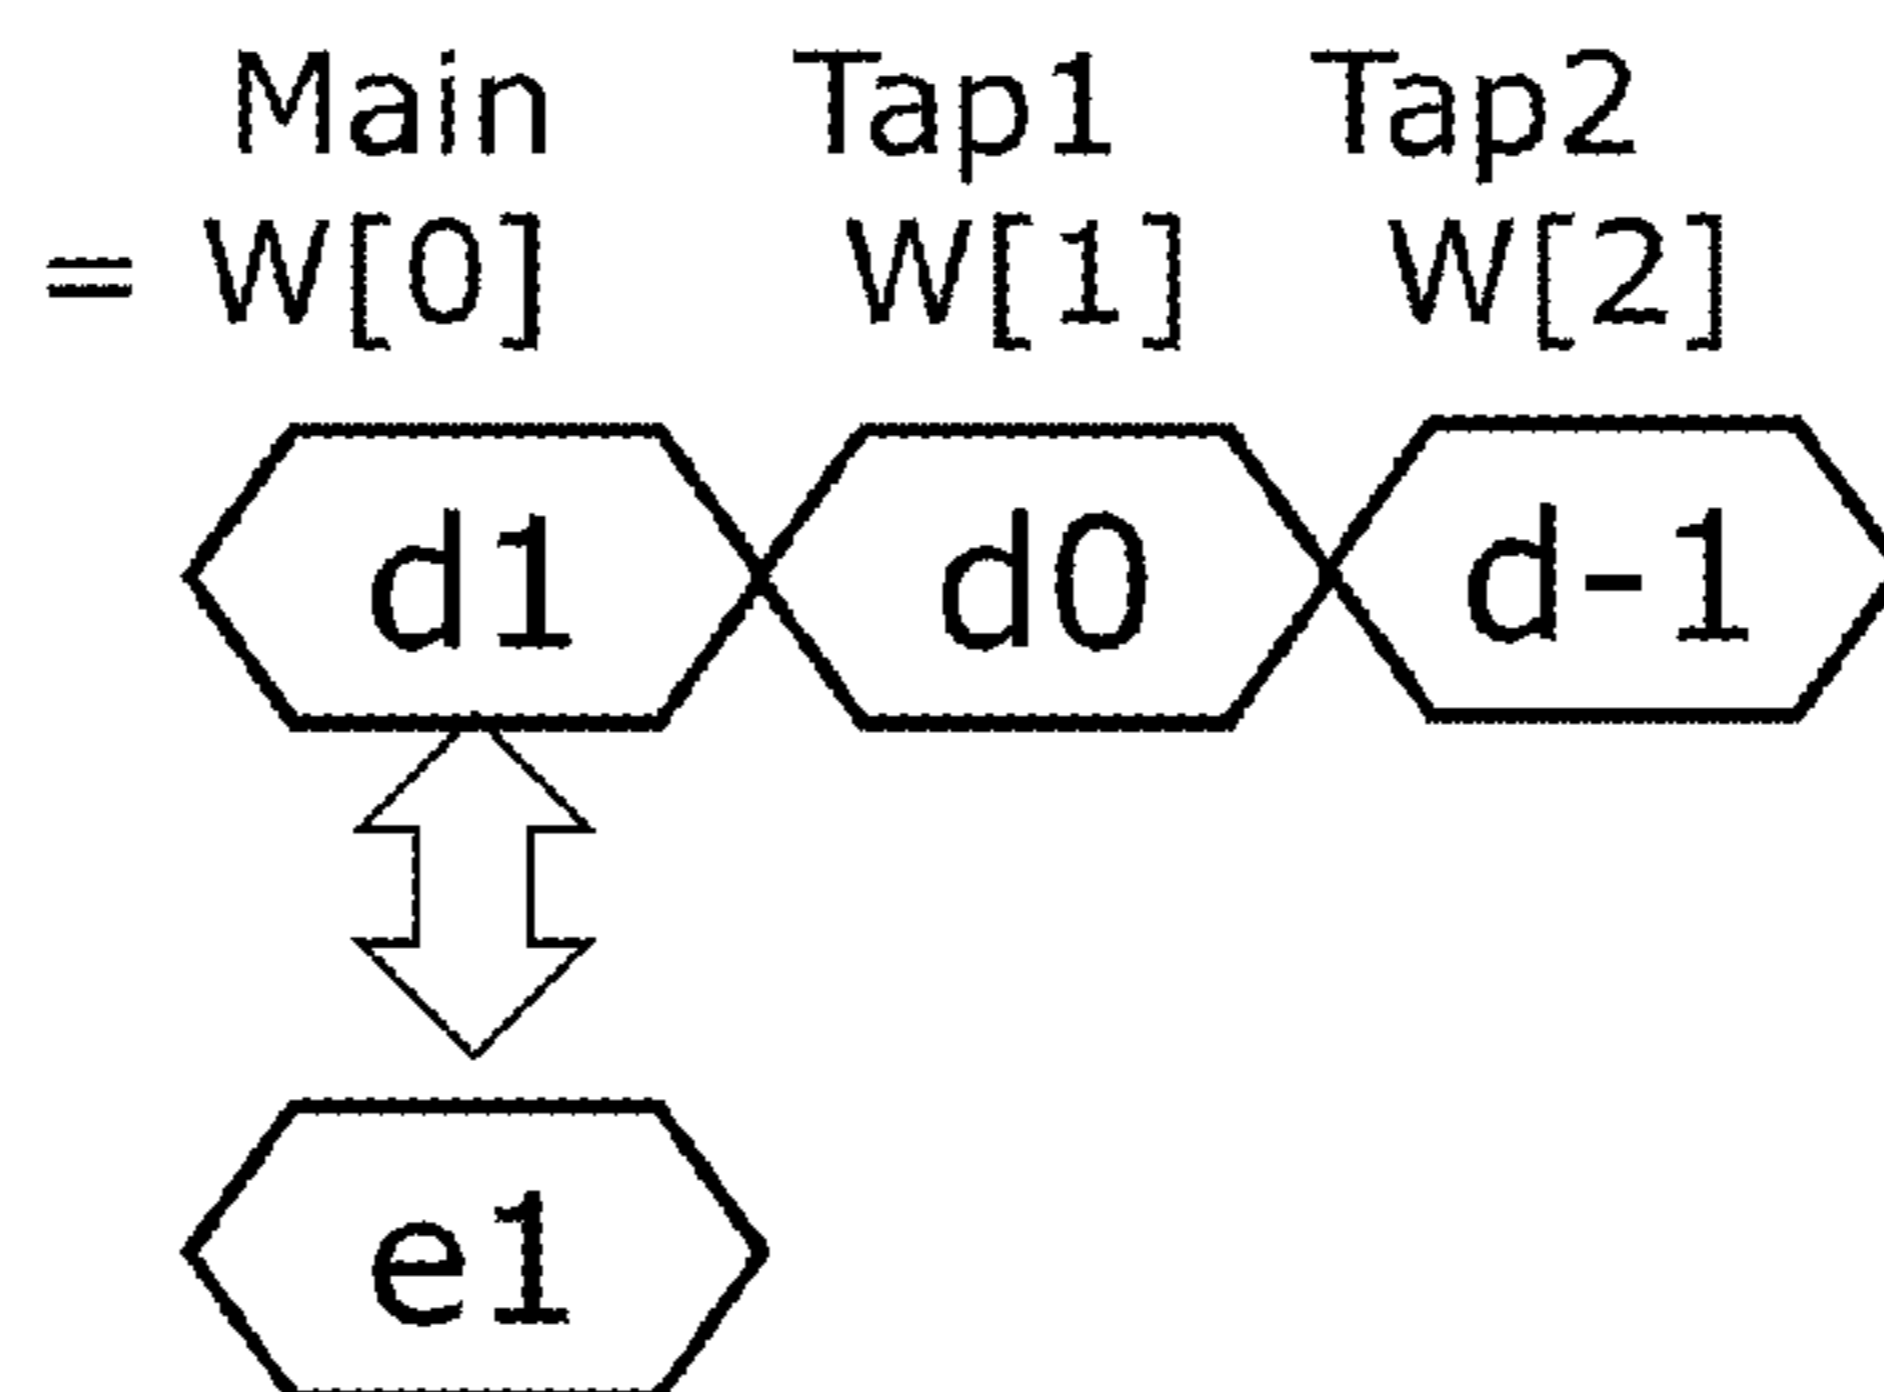 Main Tap1 Tap2
= W[0] W[1] W[2]
d1 d0 d-1
e1